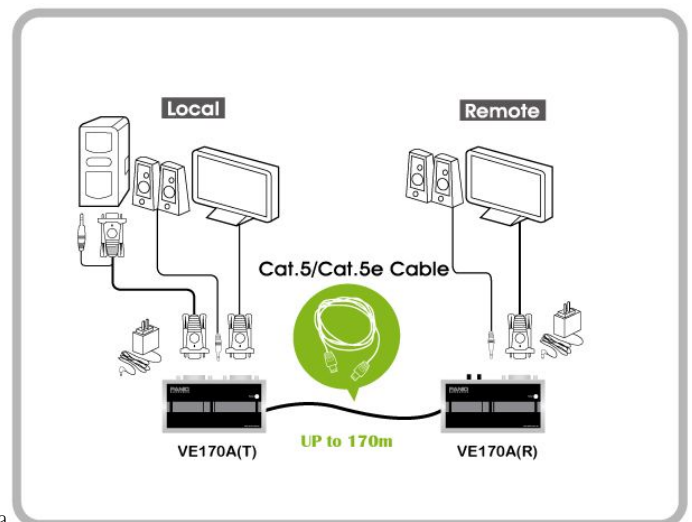 Local
Remote
Cat.5/Cat.5e Cable
UP to 170m
VE170A(T)
VE170A(R)
a